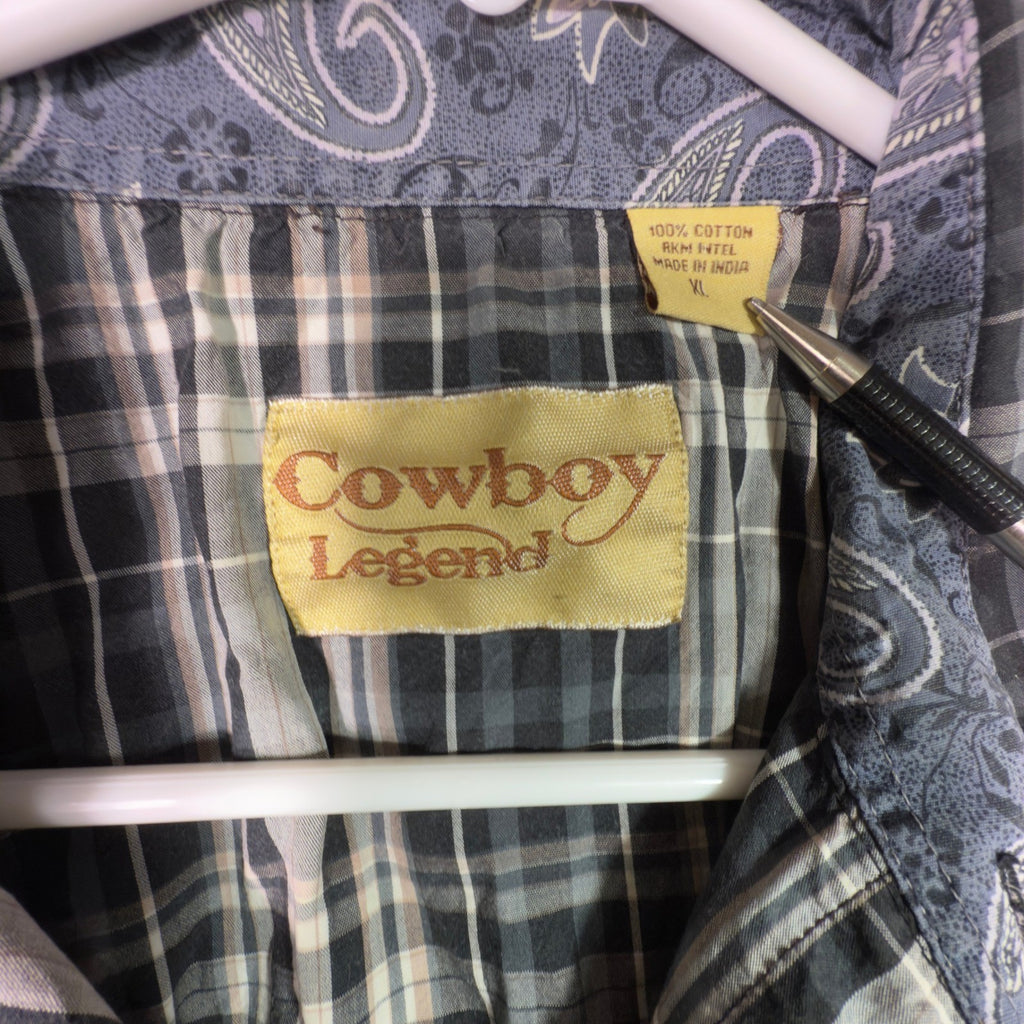 100% COTTON
RKM INTEL
MADE IN INDIA
XL
Cowboy
Legend